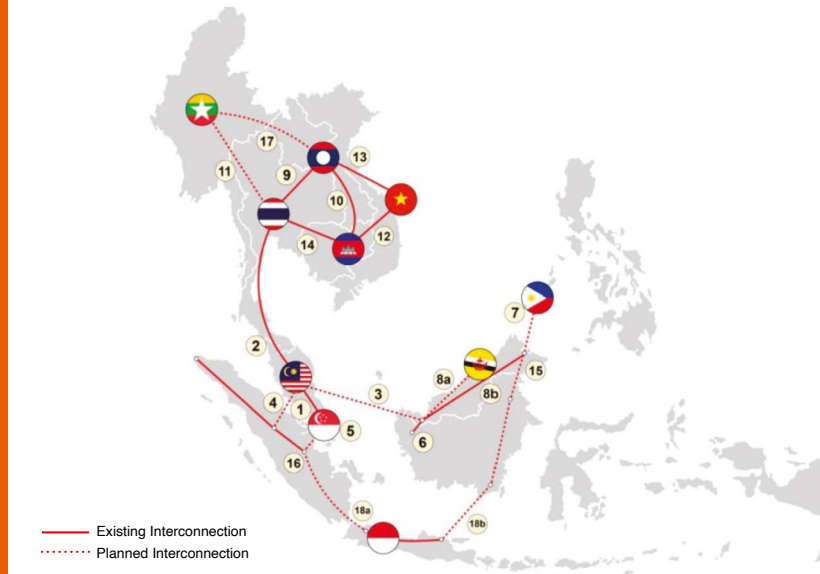 17
13
11
9
10
12
14
7
2
8a
15
3
8b
4
1
5
6
16
18a
18b
Existing Interconnection
Planned Interconnection